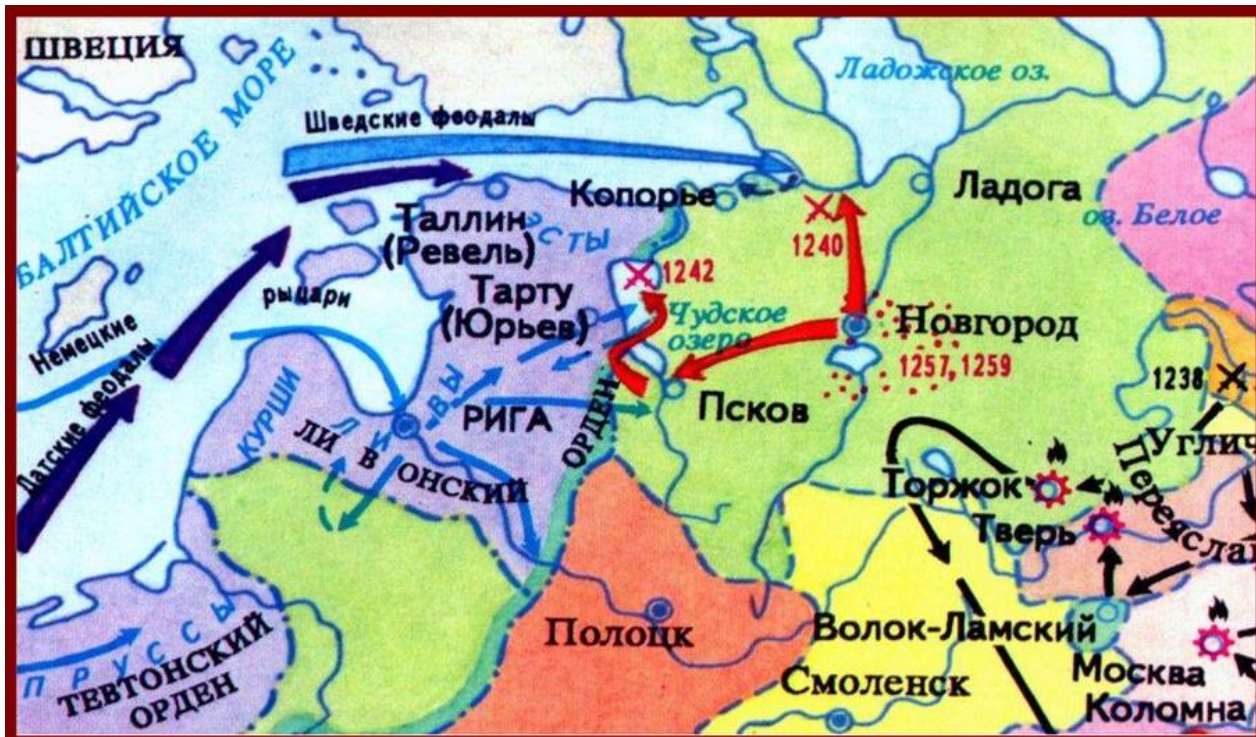 ШВЕЦИЯ
БАЛТИЙСКОЕ МОРЕ
Ладожское оз.
Шведские феодалы
Копорье
Ладога
оз. Белое
ЭСТЫ
Таллин
(Ревель)
1240
1242
рыцари
Тарту
(Юрьев)
Чудское
озеро
Новгород
1257, 1259
Немецкие
Датские феодалы
1238
КУРШИ
ЛИВЫ
РИГА
ОРДЕН
Псков
Углич
ЛИВОНСКИЙ
Торжок
Переяслав
Тверь
Полоцк
Волок-Ламский
ПРУССЫ
ТЕВТОНСКИЙ
ОРДЕН
Смоленск
Москва
Коломна